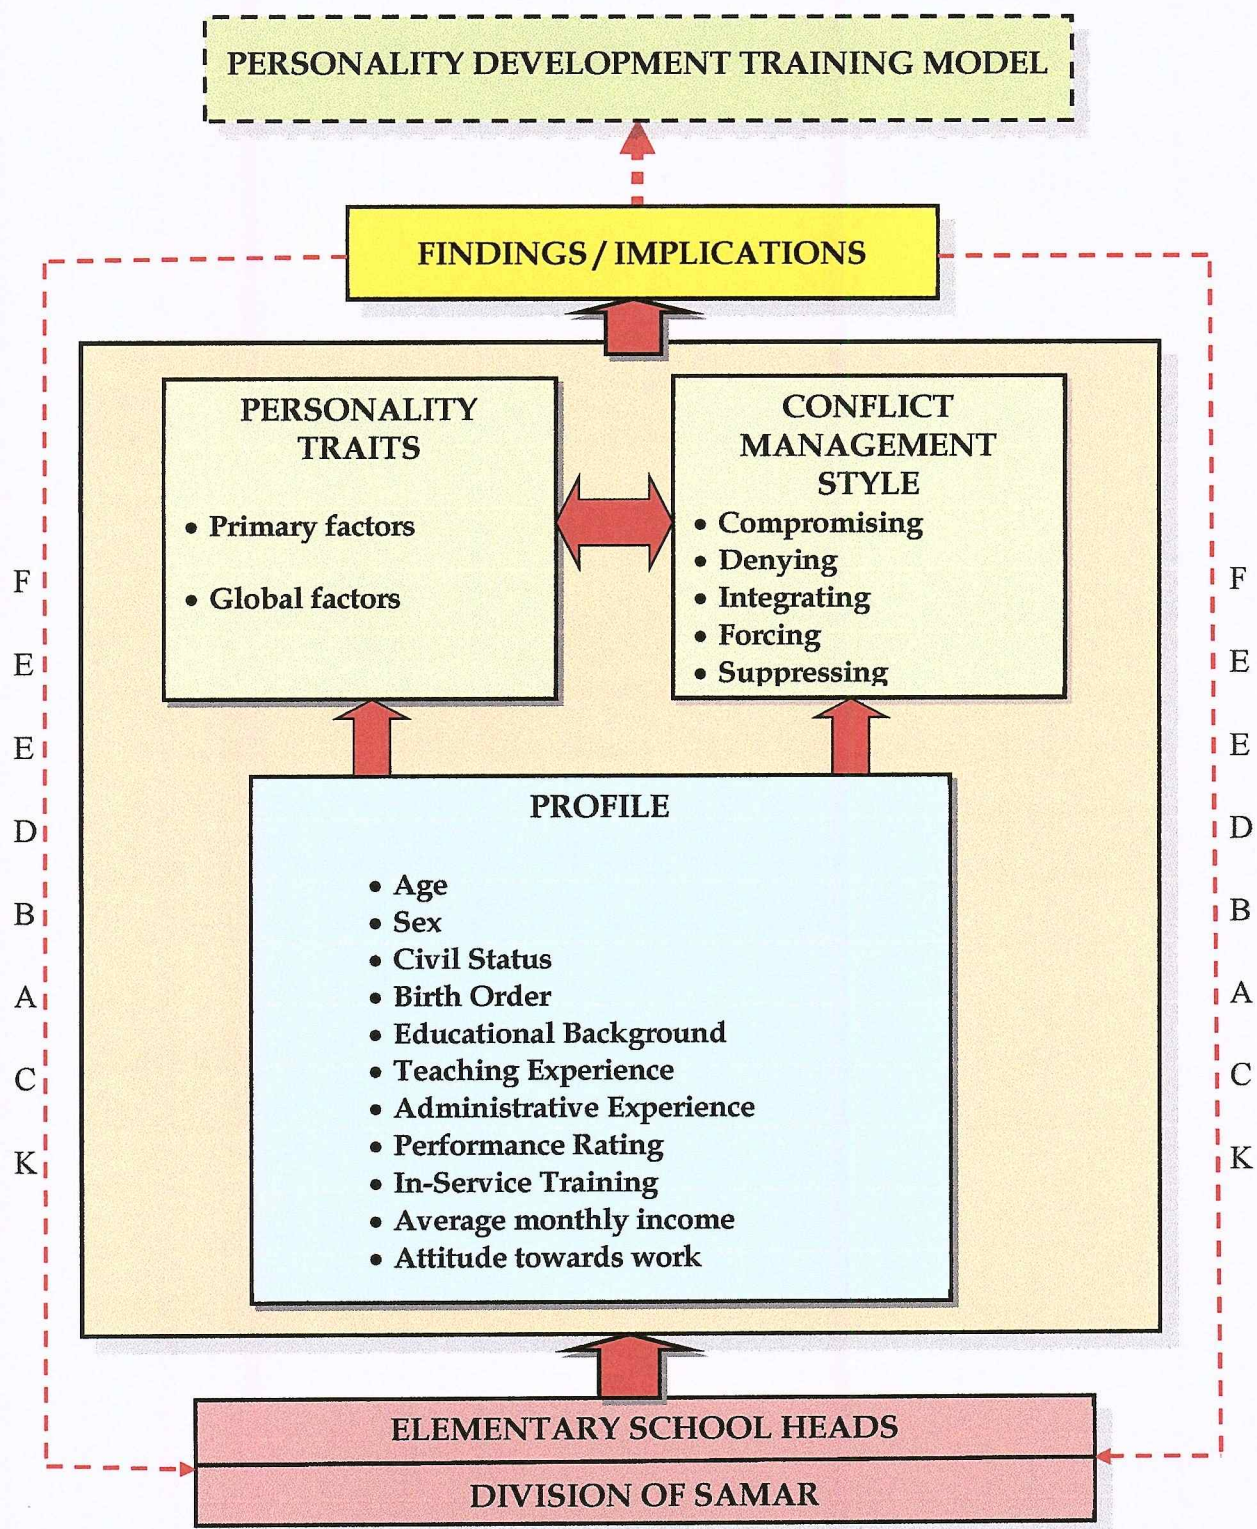 PERSONALITY DEVELOPMENT TRAINING MODEL
FINDINGS / IMPLICATIONS
PERSONALITY
TRAITS
• Primary factors
• Global factors
CONFLICT
MANAGEMENT
STYLE
• Compromising
• Denying
• Integrating
• Forcing
• Suppressing
F
E
E
D
B
A
C
K
F
E
E
D
B
A
C
K
PROFILE
• Age
• Sex
• Civil Status
• Birth Order
• Educational Background
• Teaching Experience
• Administrative Experience
• Performance Rating
• In-Service Training
• Average monthly income
• Attitude towards work
ELEMENTARY SCHOOL HEADS
DIVISION OF SAMAR